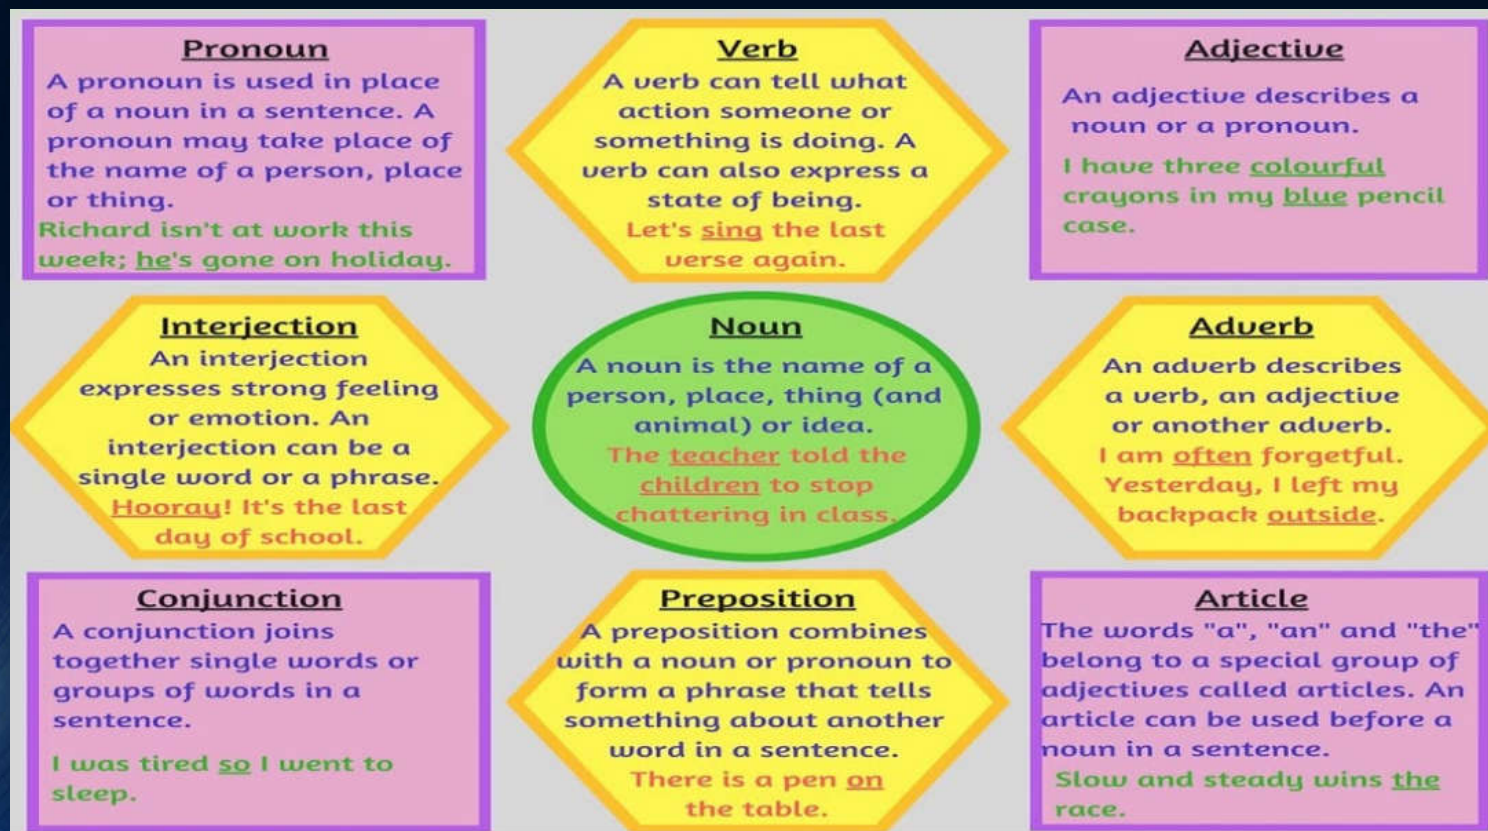 Pronoun
A pronoun is used in place
of a noun in a sentence. A
pronoun may take place of
the name of a person, place
or thing.
Richard isn't at work this
week; he's gone on holiday.
Verb
A verb can tell what
action someone or
something is doing. A
verb can also express a
state of being.
Let's sing the last
verse again.
Adjective
An adjective describes a
noun or a pronoun.
I have three colourful
crayons in my blue pencil
case.
Interjection
An interjection
expresses strong feeling
or emotion. An
interjection can be a
single word or a phrase.
Hooray! It's the last
day of school.
Noun
A noun is the name of a
person, place, thing (and
animal) or idea.
The teacher told the
children to stop
chattering in class.
Adverb
An adverb describes
a verb, an adjective
or another adverb.
I am often forgetful.
Yesterday, I left my
backpack outside.
Conjunction
A conjunction joins
together single words or
groups of words in a
sentence.
I was tired so I went to
sleep.
Preposition
A preposition combines
with a noun or pronoun to
form a phrase that tells
something about another
word in a sentence.
There is a pen on
the table.
Article
The words "a", "an" and "the"
belong to a special group of
adjectives called articles. An
article can be used before a
noun in a sentence.
Slow and steady wins the
race.